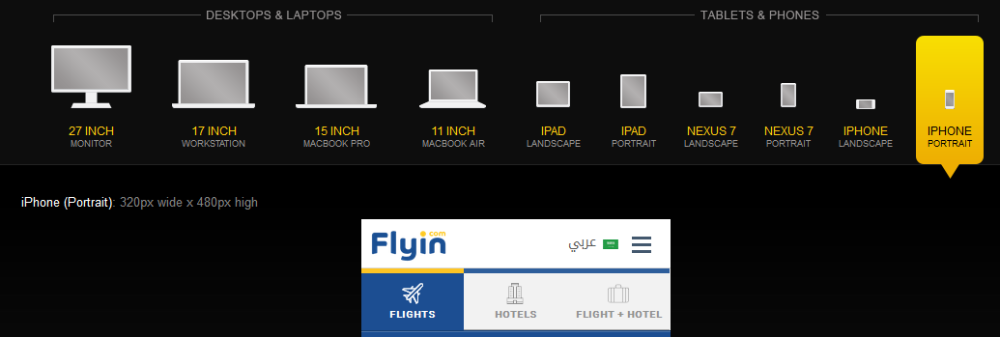 DESKTOPS & LAPTOPS TABLETS & PHONES
27 INCH 17 INCH 15 INCH 11 INCH IPAD IPAD NEXUS 7 NEXUS 7 IPHONE IPHONE
MONITOR WORKSTATION MACBOOK PRO MACBOOK AIR LANDSCAPE PORTRAIT LANDSCAPE PORTRAIT LANDSCAPE PORTRAIT
iPhone (Portrait): 320px wide x 480px high
Flyin.com عربي
FLIGHTS HOTELS FLIGHT + HOTEL